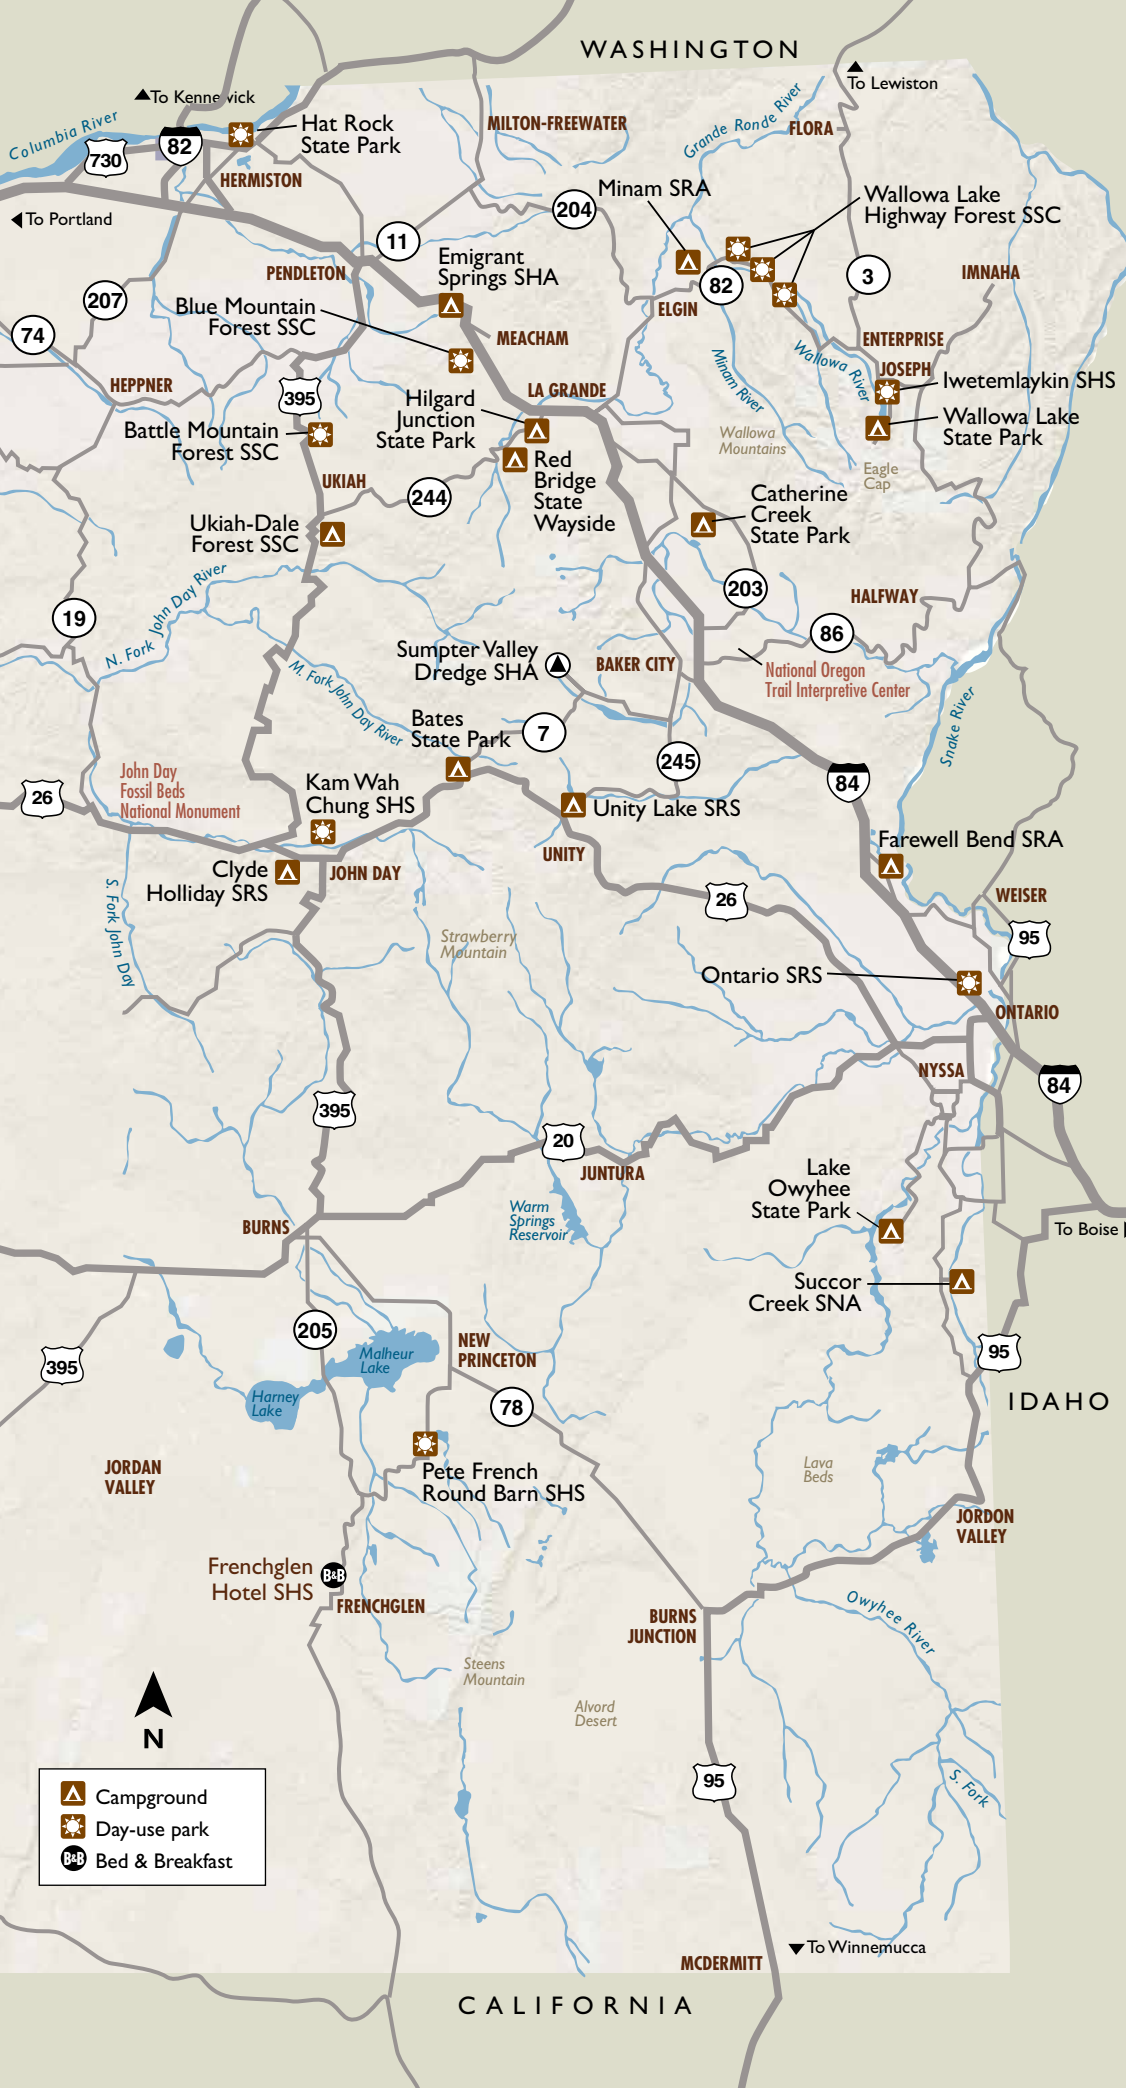 WASHINGTON
To Lewiston
To Kennewick
Columbia River
730
82
Hat Rock
State Park
HERMISTON
MILTON-FREEWATER
Grande Ronde River
FLORA
To Portland
Minam SRA
204
Wallowa Lake
Highway Forest SSC
11
PENDLETON
Emigrant
Springs SHA
82
3
IMNAHA
207
74
Blue Mountain
Forest SSC
ELGIN
MEACHAM
ENTERPRISE
Wallowa River
JOSEPH
Minam River
HEPPNER
395
LA GRANDE
Iwetemlaykin SHS
Hilgard
Junction
State Park
Wallowa Lake
State Park
Battle Mountain
Forest SSC
Wallowa
Mountains
Red
Bridge
State
Wayside
Eagle
Cap
UKIAH
244
Catherine
Creek
State Park
Ukiah-Dale
Forest SSC
N. Fork John Day River
203
HALFWAY
19
86
Sumpter Valley
Dredge SHA
BAKER CITY
National Oregon
Trail Interpretive Center
M. Fork John Day River
Snake River
Bates
State Park
7
245
84
John Day
Fossil Beds
National Monument
26
Kam Wah
Chung SHS
Unity Lake SRS
Farewell Bend SRA
UNITY
Clyde
Holliday SRS
JOHN DAY
WEISER
26
95
S. Fork John Day
Strawberry
Mountain
Ontario SRS
ONTARIO
NYSSA
84
395
20
JUNTURA
Lake
Owyhee
State Park
Warm
Springs
Reservoir
BURNS
To Boise
Succor
Creek SNA
205
NEW
PRINCETON
Malheur
Lake
95
395
Harney
Lake
78
IDAHO
JORDAN
VALLEY
Pete French
Round Barn SHS
Lava
Beds
JORDON
VALLEY
Frenchglen
Hotel SHS
B&B
FRENCHGLEN
BURNS
JUNCTION
Owyhee River
Steens
Mountain
Alvord
Desert
N
95
S. Fork
Campground
Day-use park
B&B Bed & Breakfast
To Winnemucca
MCDERMITT
CALIFORNIA